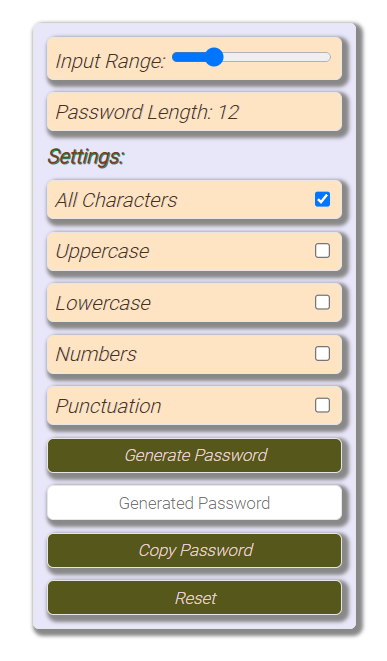 Input Range:
Password Length: 12
Settings:
All Characters
Uppercase
Lowercase
Numbers
Punctuation
Generate Password
Generated Password
Copy Password
Reset